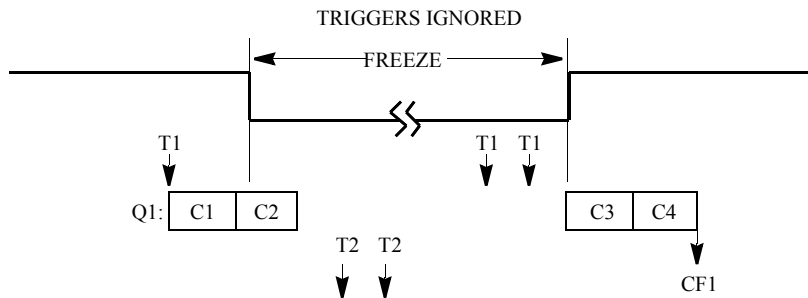 TRIGGERS IGNORED
FREEZE
T1 T1 T1
Q1: C1 C2 C3 C4
T2 T2
CF1